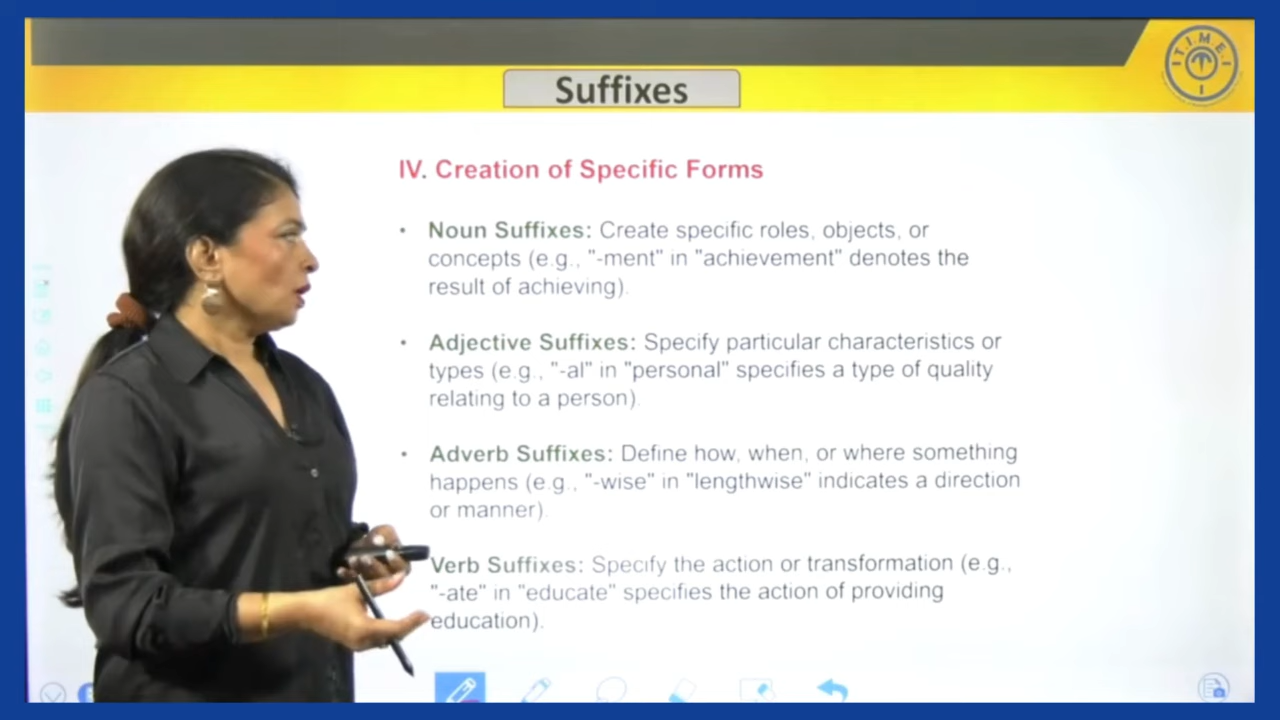 Suffixes
T.I.M.E.
IV. Creation of Specific Forms
• Noun Suffixes: Create specific roles, objects, or
concepts (e.g., "-ment" in "achievement" denotes the
result of achieving).
• Adjective Suffixes: Specify particular characteristics or
types (e.g., "-al" in "personal" specifies a type of quality
relating to a person).
• Adverb Suffixes: Define how, when, or where something
happens (e.g., "-wise" in "lengthwise" indicates a direction
or manner).
Verb Suffixes: Specify the action or transformation (e.g.,
"-ate" in "educate" specifies the action of providing
education).